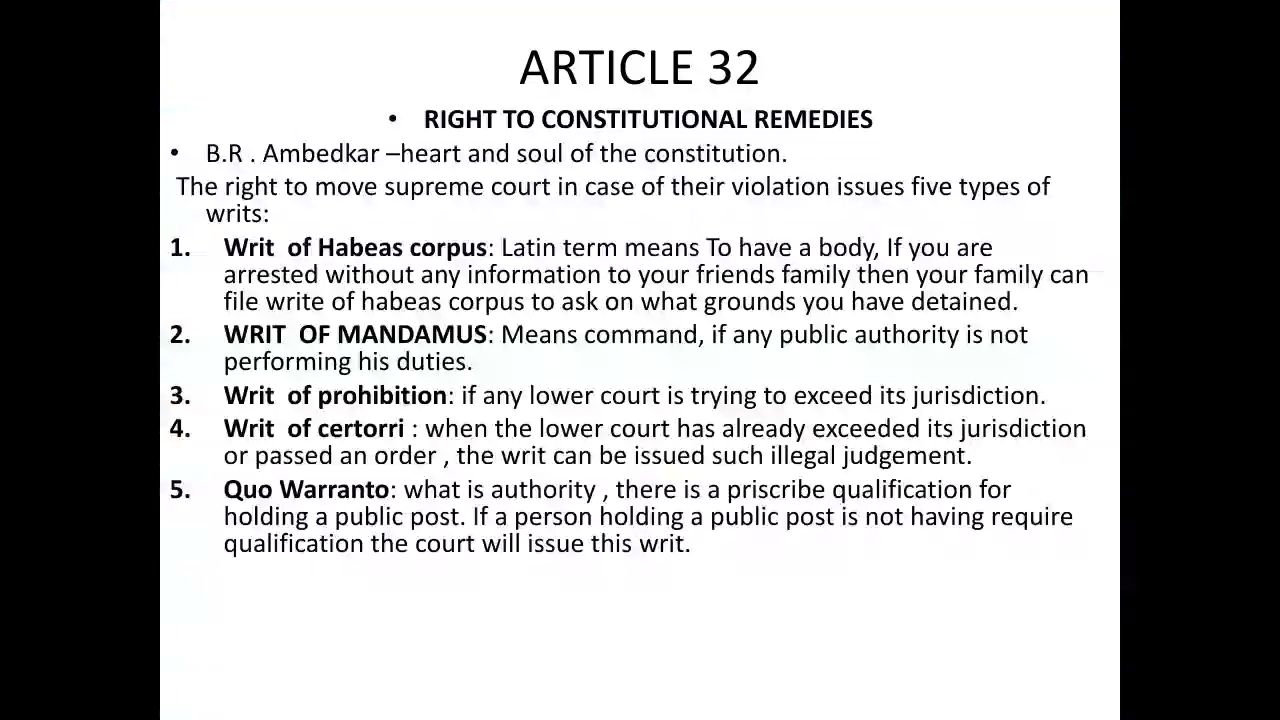 ARTICLE 32
• RIGHT TO CONSTITUTIONAL REMEDIES
• B.R . Ambedkar –heart and soul of the constitution.
The right to move supreme court in case of their violation issues five types of
writs:
1. Writ of Habeas corpus: Latin term means To have a body, If you are
arrested without any information to your friends family then your family can
file write of habeas corpus to ask on what grounds you have detained.
2. WRIT OF MANDAMUS: Means command, if any public authority is not
performing his duties.
3. Writ of prohibition: if any lower court is trying to exceed its jurisdiction.
4. Writ of certorri : when the lower court has already exceeded its jurisdiction
or passed an order , the writ can be issued such illegal judgement.
5. Quo Warranto: what is authority , there is a priscribe qualification for
holding a public post. If a person holding a public post is not having require
qualification the court will issue this writ.